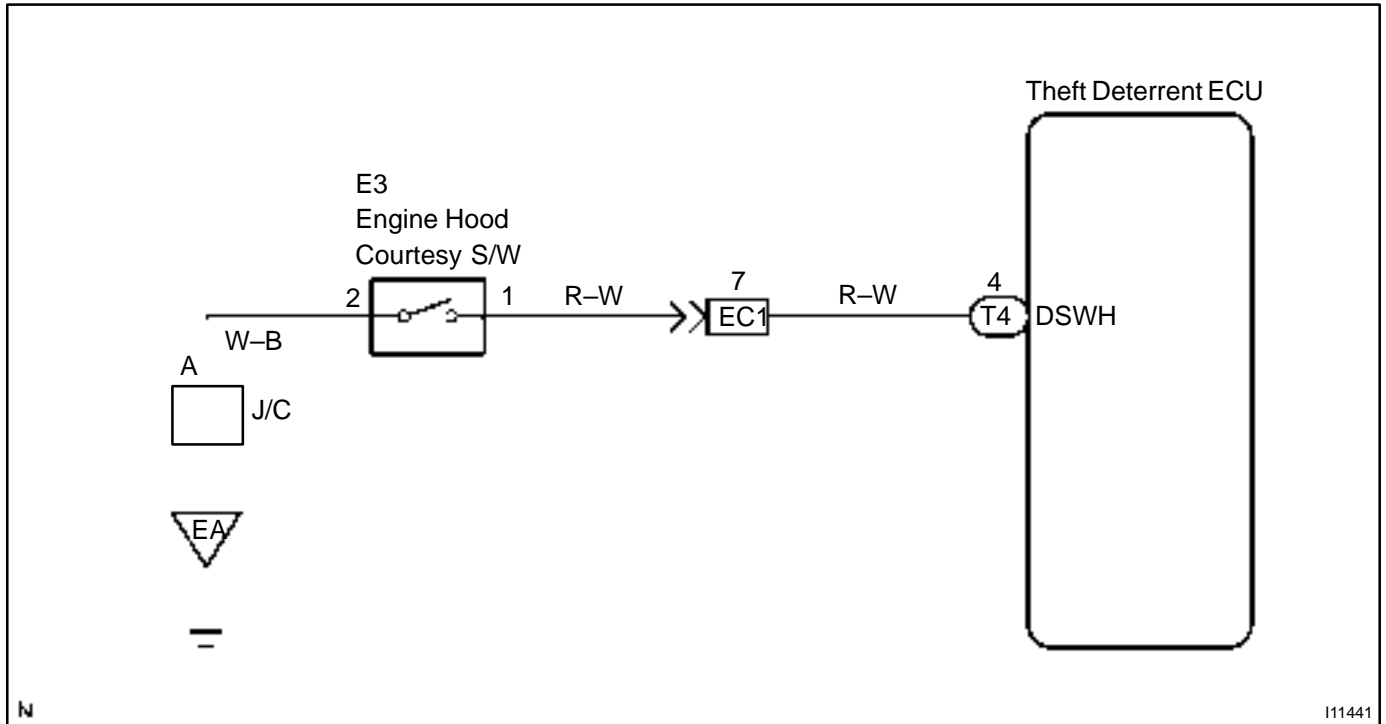 Theft Deterrent ECU
E3
Engine Hood
Courtesy S/W
2
1
R–W
7
EC1
R–W
4
T4
DSWH
W–B
A
J/C
EA
N
I11441